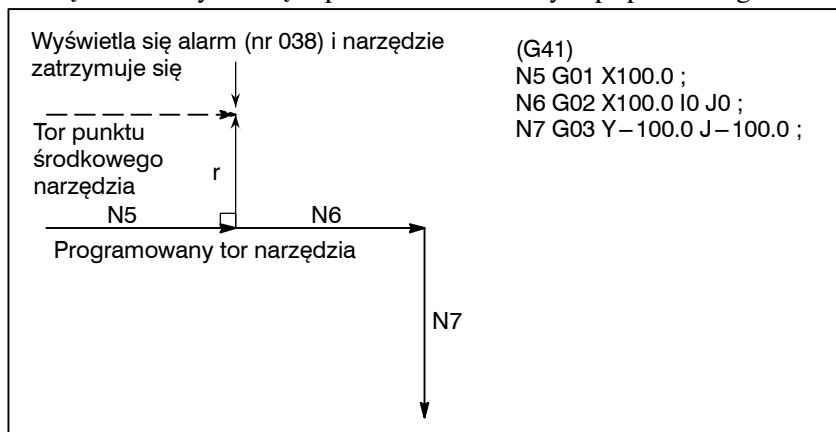 Wyświetla się alarm (nr 038) i narzędzie
zatrzymuje się
(G41)
N5 G01 X100.0 ;
N6 G02 X100.0 I0 J0 ;
N7 G03 Y−100.0 J−100.0 ;
Tor punktu
środkowego
narzędzia
r
N5
N6
Programowany tor narzędzia
N7